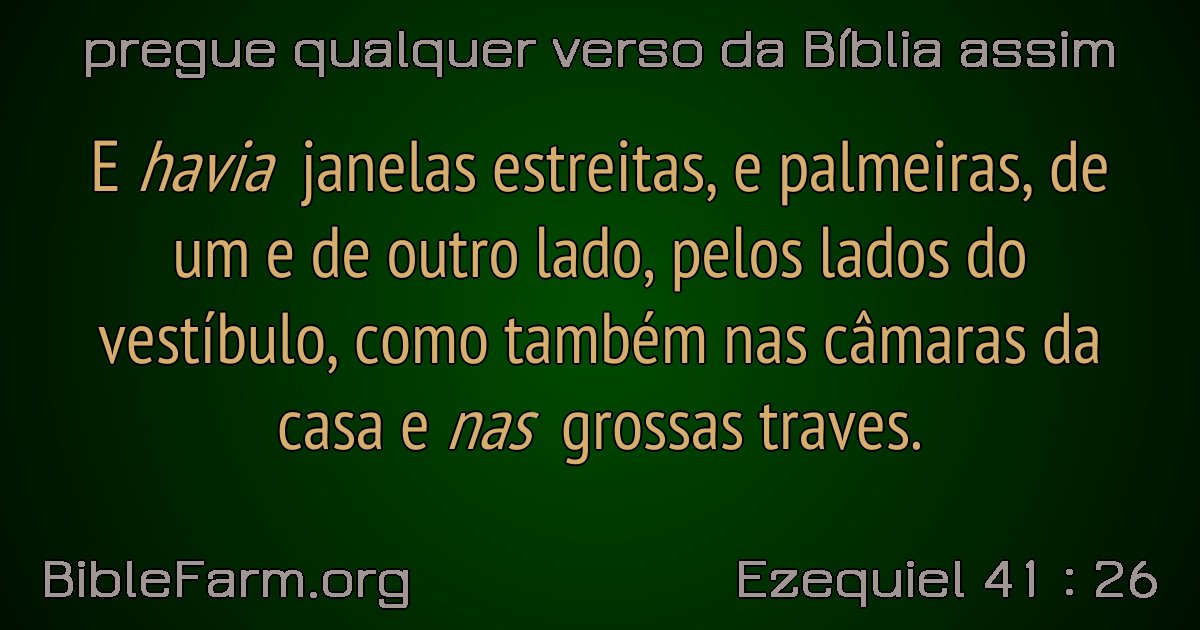 pregue qualquer verso da Bíblia assim
E havia janelas estreitas, e palmeiras, de
um e de outro lado, pelos lados do
vestíbulo, como também nas câmaras da
casa e nas grossas traves.
BibleFarm.org
Ezequiel 41 : 26